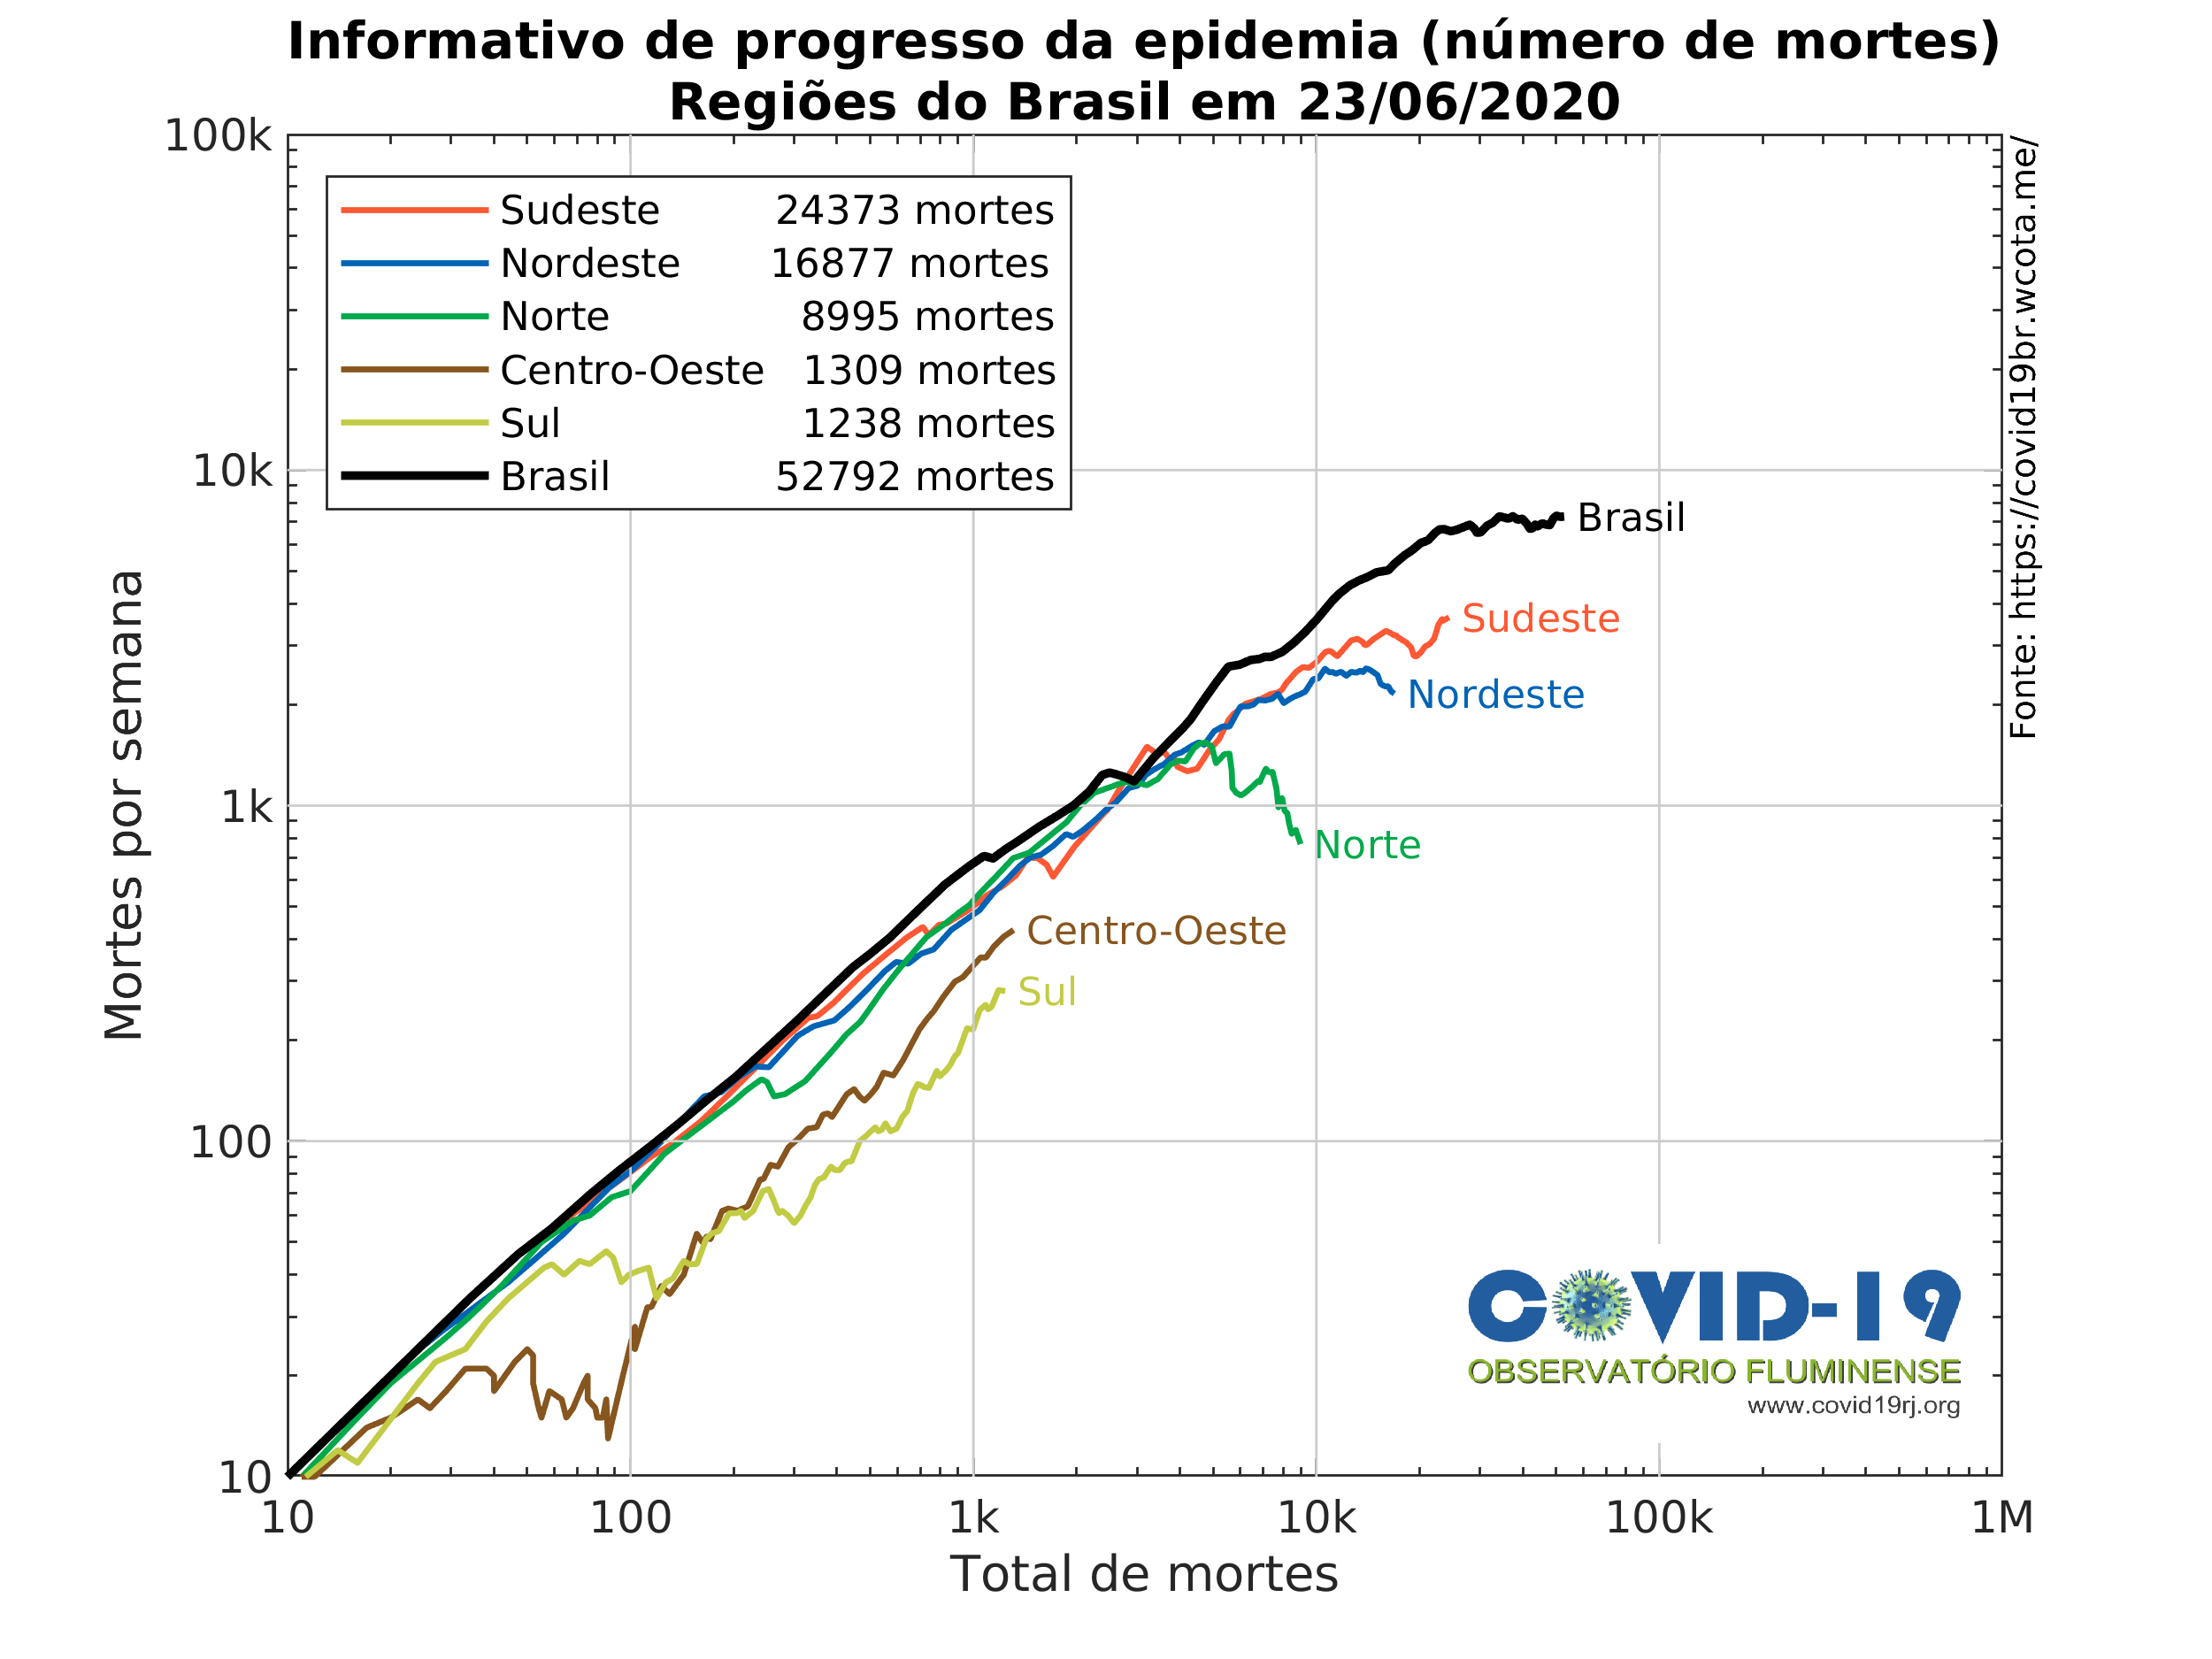 Informativo de progresso da epidemia (número de mortes)
Regiões do Brasil em 23/06/2020
100k
10k
1k
100
10
Mortes por semana
Sudeste 24373 mortes
Nordeste 16877 mortes
Norte 8995 mortes
Centro-Oeste 1309 mortes
Sul 1238 mortes
Brasil 52792 mortes
Brasil
Sudeste
Nordeste
Norte
Centro-Oeste
Sul
Fonte: https://covid19br.wcota.me/
COVID-19
OBSERVATÓRIO FLUMINENSE
www.covid19rj.org
10 100 1k 10k 100k 1M
Total de mortes